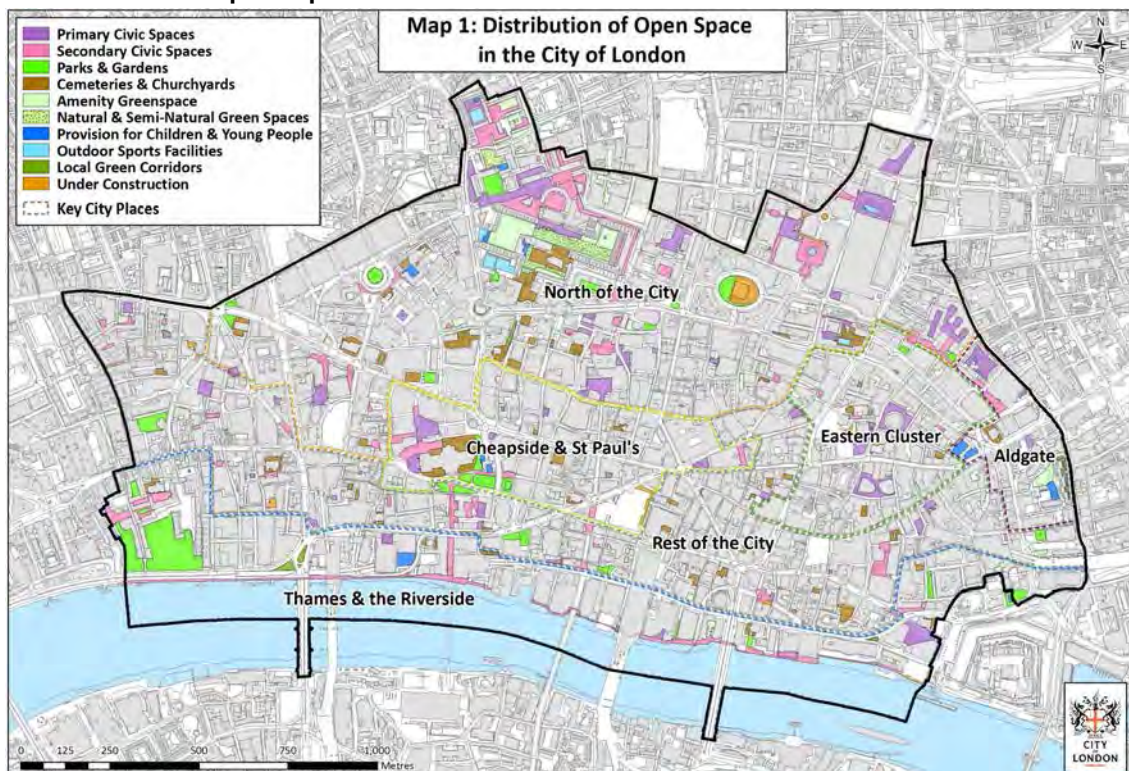 Map 1: Distribution of Open Space
in the City of London
Primary Civic Spaces
Secondary Civic Spaces
Parks & Gardens
Cemeteries & Churchyards
Amenity Greenspace
Natural & Semi-Natural Green Spaces
Provision for Children & Young People
Outdoor Sports Facilities
Local Green Corridors
Under Construction
Key City Places
N
W E
S
North of the City
Cheapside & St Paul's
Eastern Cluster
Aldgate
Rest of the City
Thames & the Riverside
0 125 250 500 750 1,000
Metres
CITY
OF
LONDON